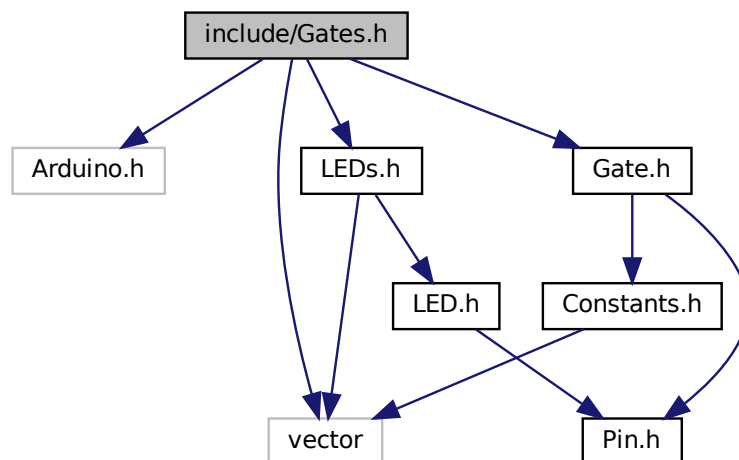 include/Gates.h
Arduino.h
LEDs.h
Gate.h
LED.h
Constants.h
vector
Pin.h